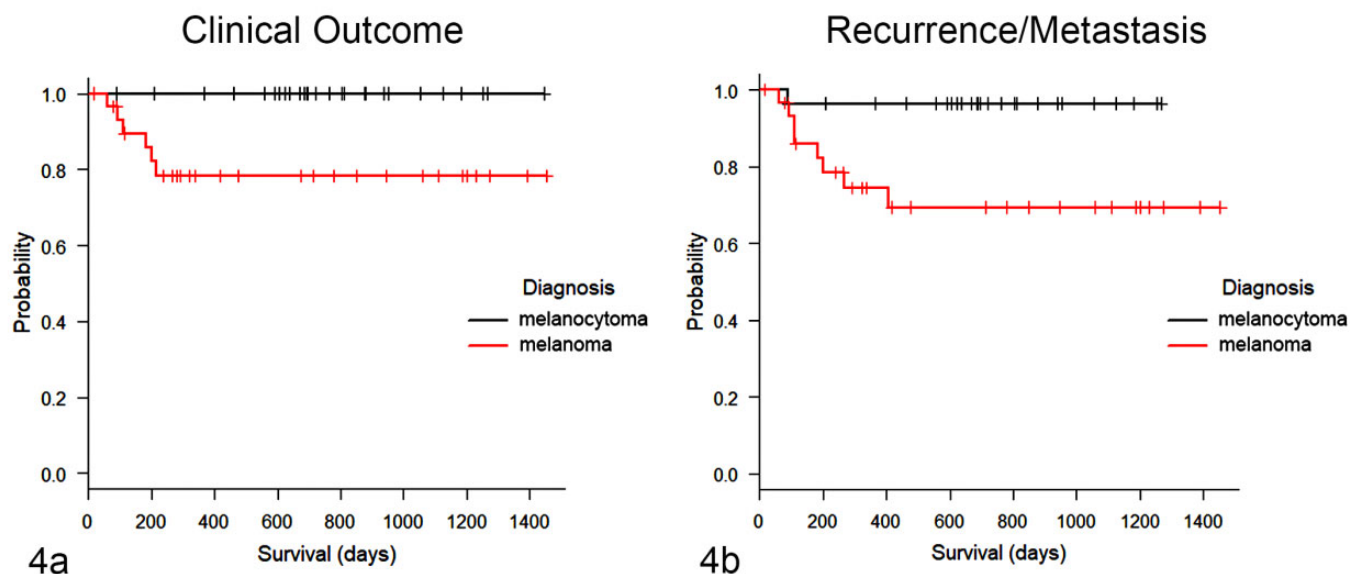 Clinical Outcome
1.0
0.8
0.6
0.4
0.2
0.0
Probability
Diagnosis
melanocytoma
melanoma
0 200 400 600 800 1000 1200 1400
Survival (days)
4a
Recurrence/Metastasis
1.0
0.8
0.6
0.4
0.2
0.0
Probability
Diagnosis
melanocytoma
melanoma
0 200 400 600 800 1000 1200 1400
Survival (days)
4b